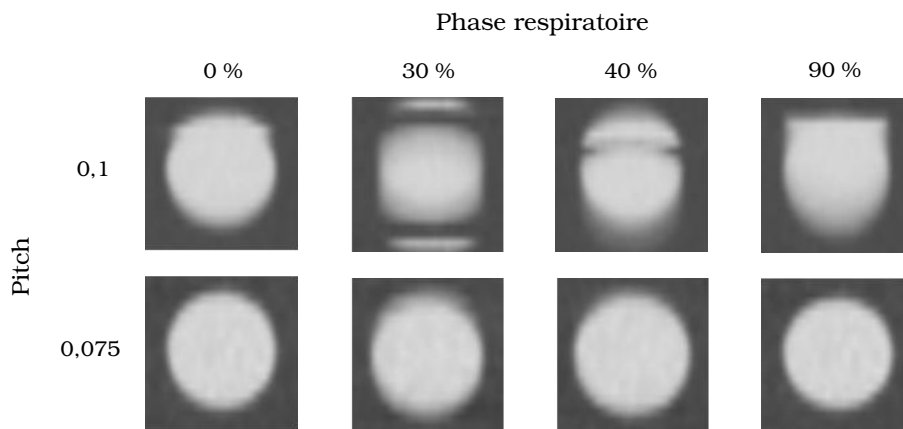 Phase respiratoire
0 % 30 % 40 % 90 %
Pitch
0,1
0,075